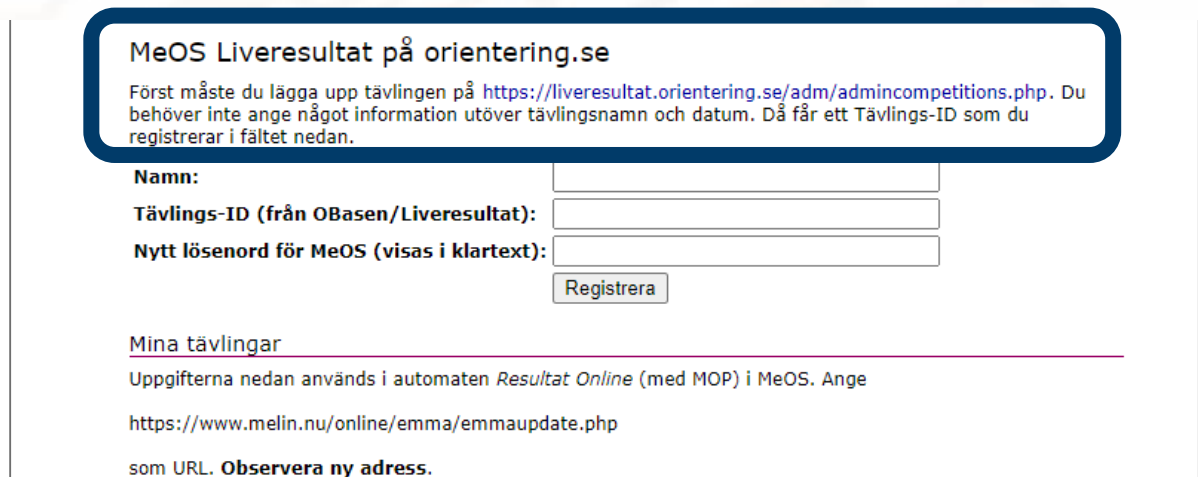 MeOS Liveresultat på orientering.se
Först måste du lägga upp tävlingen på https://liveresultat.orientering.se/adm/admincompetitions.php. Du
behöver inte ange något information utöver tävlingsnamn och datum. Då får ett Tävlings-ID som du
registrerar i fältet nedan.
Namn:
Tävlings-ID (från OBasen/Liveresultat):
Nytt lösenord för MeOS (visas i klartext):
Registrera
Mina tävlingar
Uppgifterna nedan används i automaten Resultat Online (med MOP) i MeOS. Ange
https://www.melin.nu/online/emma/emmaupdate.php
som URL. Observera ny adress.